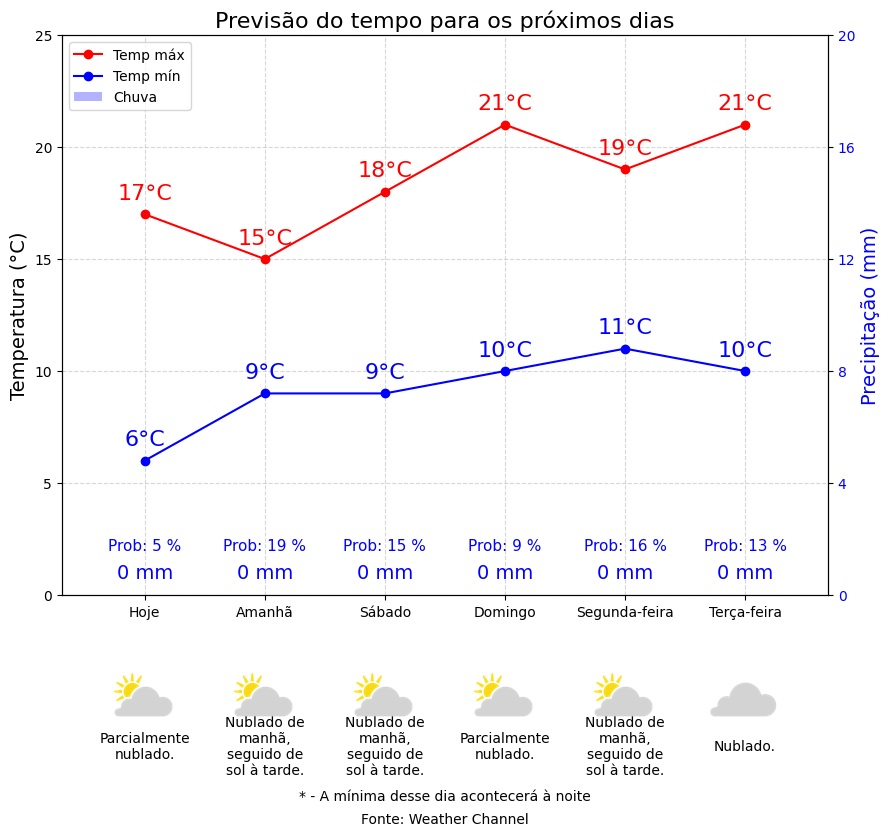 Previsão do tempo para os próximos dias
Temp máx
Temp mín
Chuva
Temperatura (°C)
25
20
15
10
5
0
17°C
15°C
18°C
21°C
19°C
21°C
6°C
9°C
9°C
10°C
11°C
10°C
Prob: 5 %
Prob: 19 %
Prob: 15 %
Prob: 9 %
Prob: 16 %
Prob: 13 %
0 mm
0 mm
0 mm
0 mm
0 mm
0 mm
20
16
12
8
4
0
Precipitação (mm)
Hoje
Amanhã
Sábado
Domingo
Segunda-feira
Terça-feira
Parcialmente
nublado.
Nublado de
manhã,
seguido de
sol à tarde.
Nublado de
manhã,
seguido de
sol à tarde.
Parcialmente
nublado.
Nublado de
manhã,
seguido de
sol à tarde.
Nublado.
* - A mínima desse dia acontecerá à noite
Fonte: Weather Channel